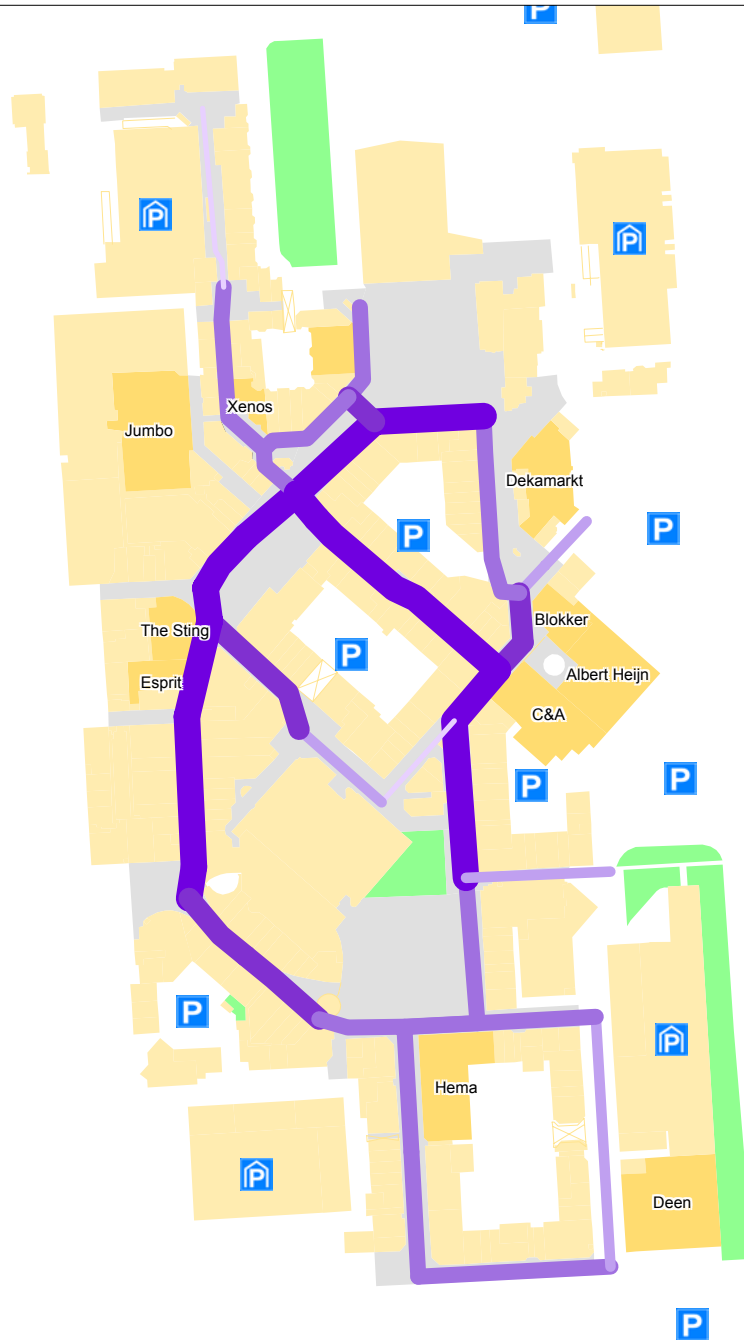 P
P
P
Xenos
Jumbo
Dekamarkt
P
P
Blokker
The Sting
P
Albert Heijn
Esprit
C&A
P
P
P
P
Hema
P
Deen
P